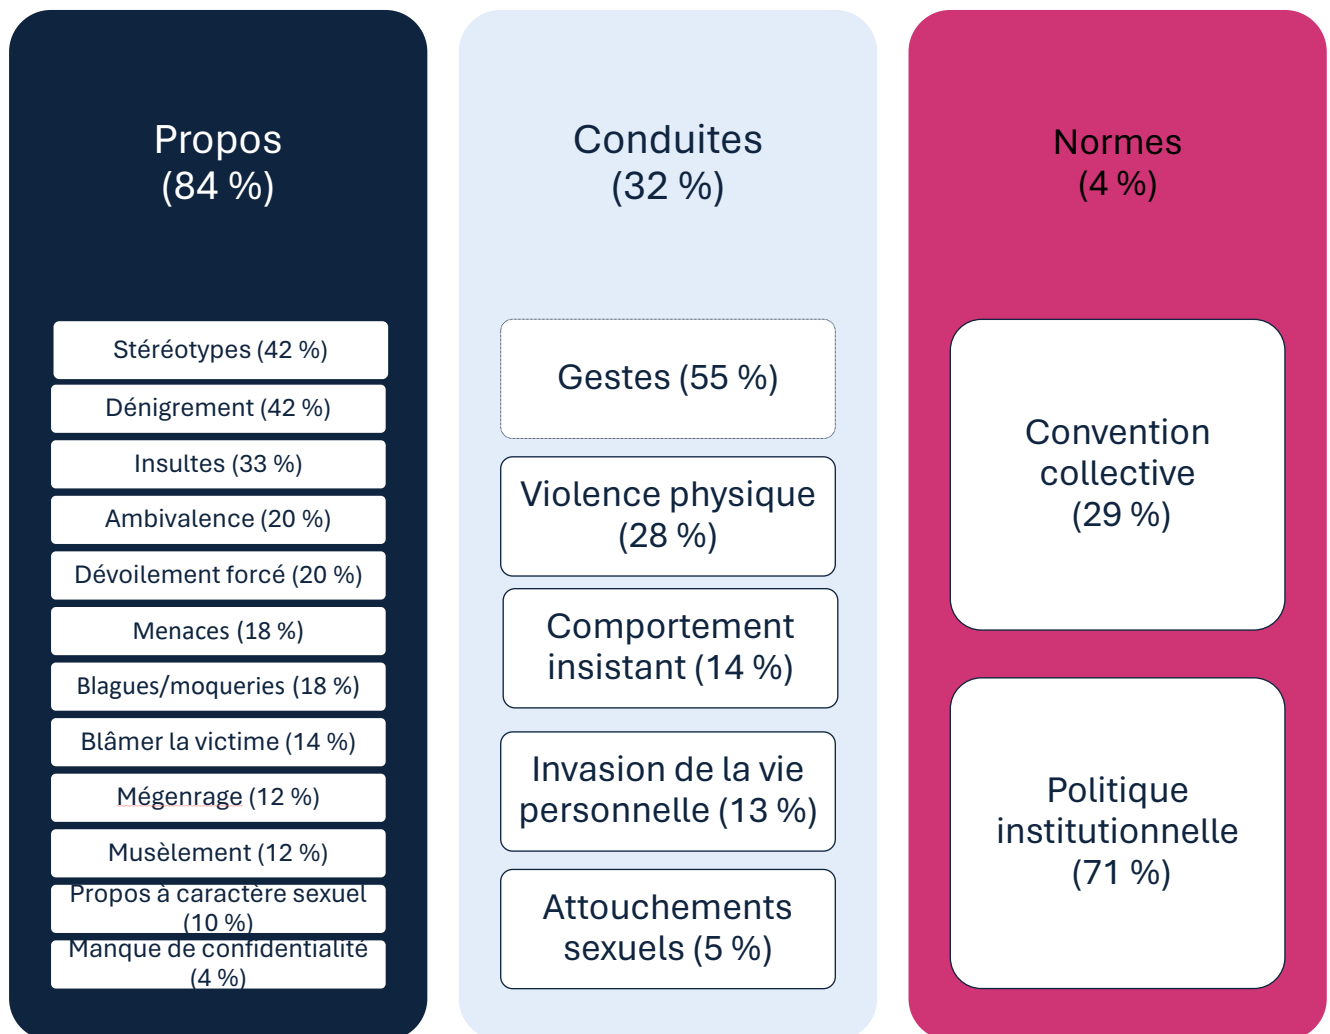 Propos
(84 %)
Stéréotypes (42 %)
Dénigrement (42 %)
Insultes (33 %)
Ambivalence (20 %)
Dévoilement forcé (20 %)
Menaces (18 %)
Blagues/moqueries (18 %)
Blâmer la victime (14 %)
Mégenrage (12 %)
Musèlement (12 %)
Propos à caractère sexuel
(10 %)
Manque de confidentialité
(4 %)
Conduites
(32 %)
Gestes (55 %)
Violence physique
(28 %)
Comportement
insistant (14 %)
Invasion de la vie
personnelle (13 %)
Attouchements
sexuels (5 %)
Normes
(4 %)
Convention
collective
(29 %)
Politique
institutionnelle
(71 %)